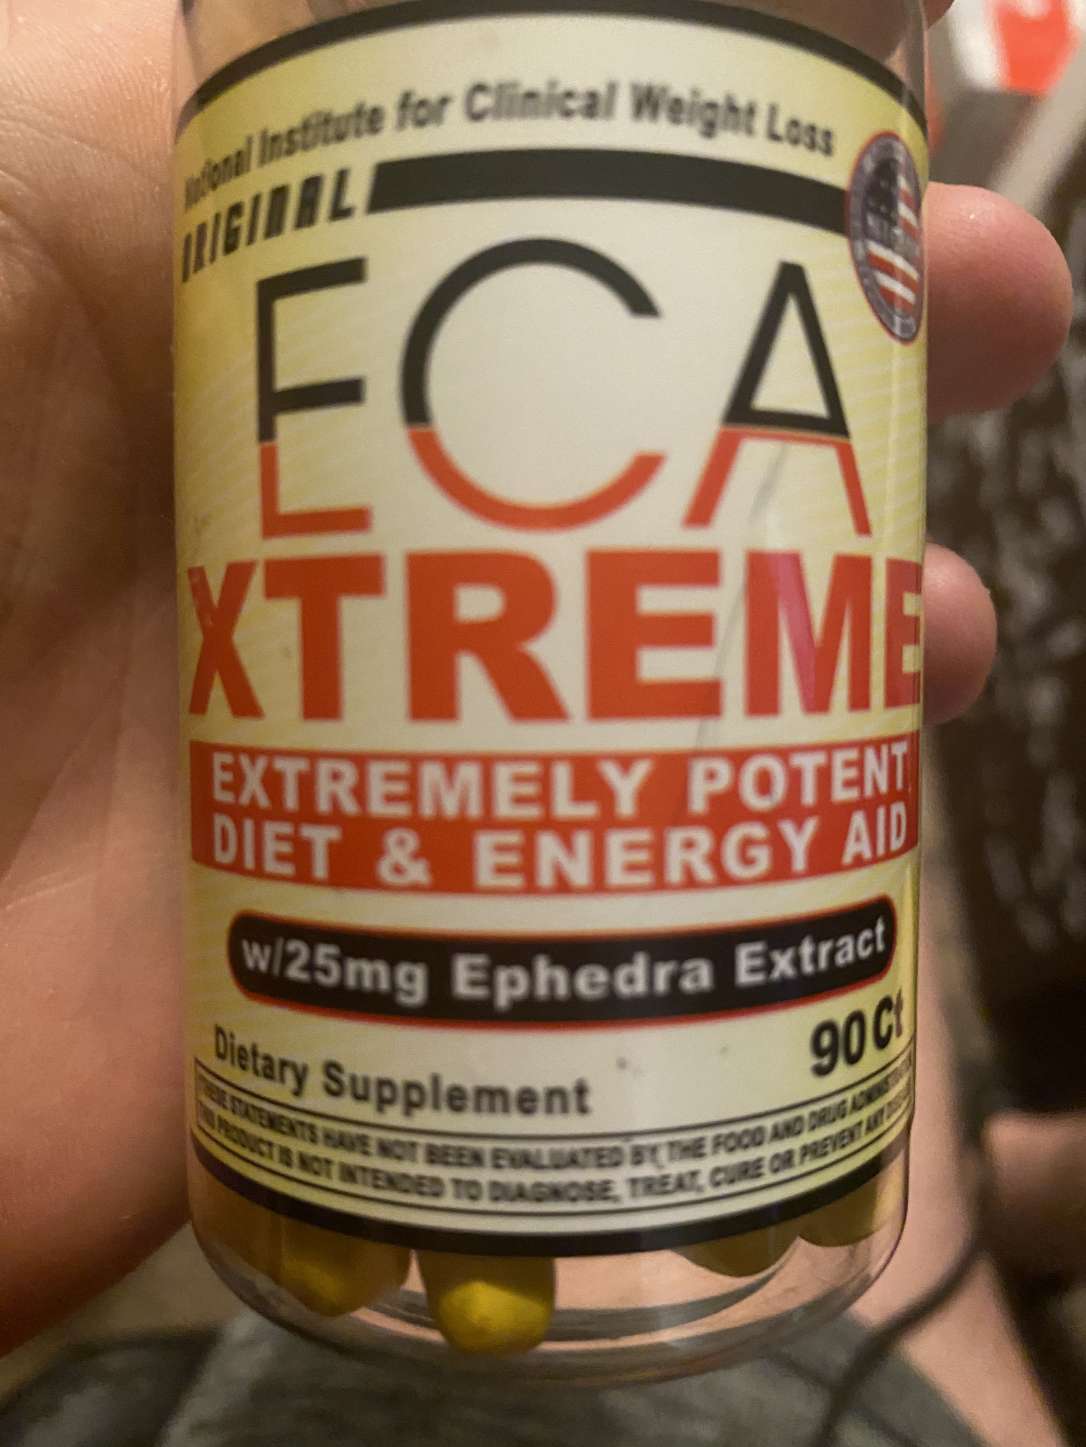 National Institute for Clinical Weight Loss
ORIGINAL
ECA
XTREME
EXTREMELY POTENT
DIET & ENERGY AID
w/25mg Ephedra Extract
90 Ct
Dietary Supplement
THESE STATEMENTS HAVE NOT BEEN EVALUATED BY THE FOOD AND DRUG ADMINISTRATION
THIS PRODUCT IS NOT INTENDED TO DIAGNOSE, TREAT, CURE OR PREVENT ANY DISEASE